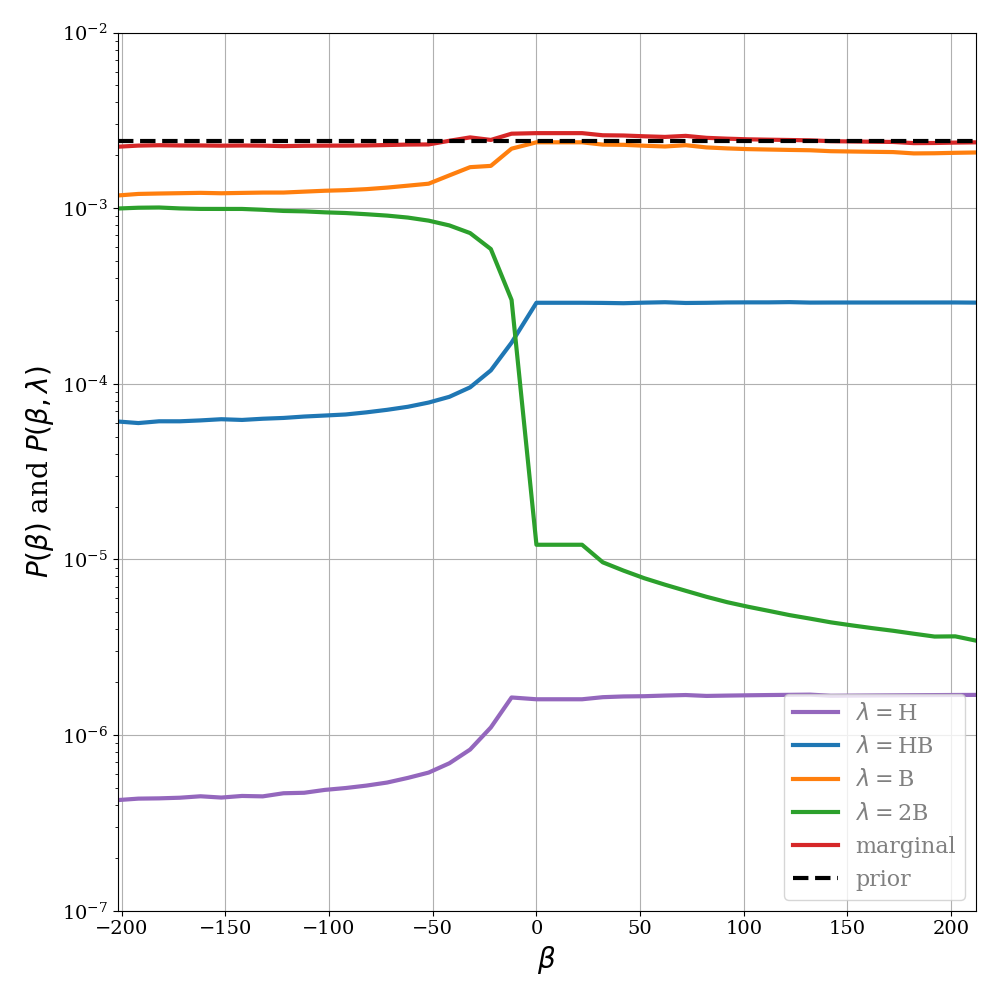 10⁻²
10⁻³
10⁻⁴
10⁻⁵
10⁻⁶
10⁻⁷
P(β) and P(β, λ)
λ = H
λ = HB
λ = B
λ = 2B
marginal
prior
−200 −150 −100 −50 0 50 100 150 200
β